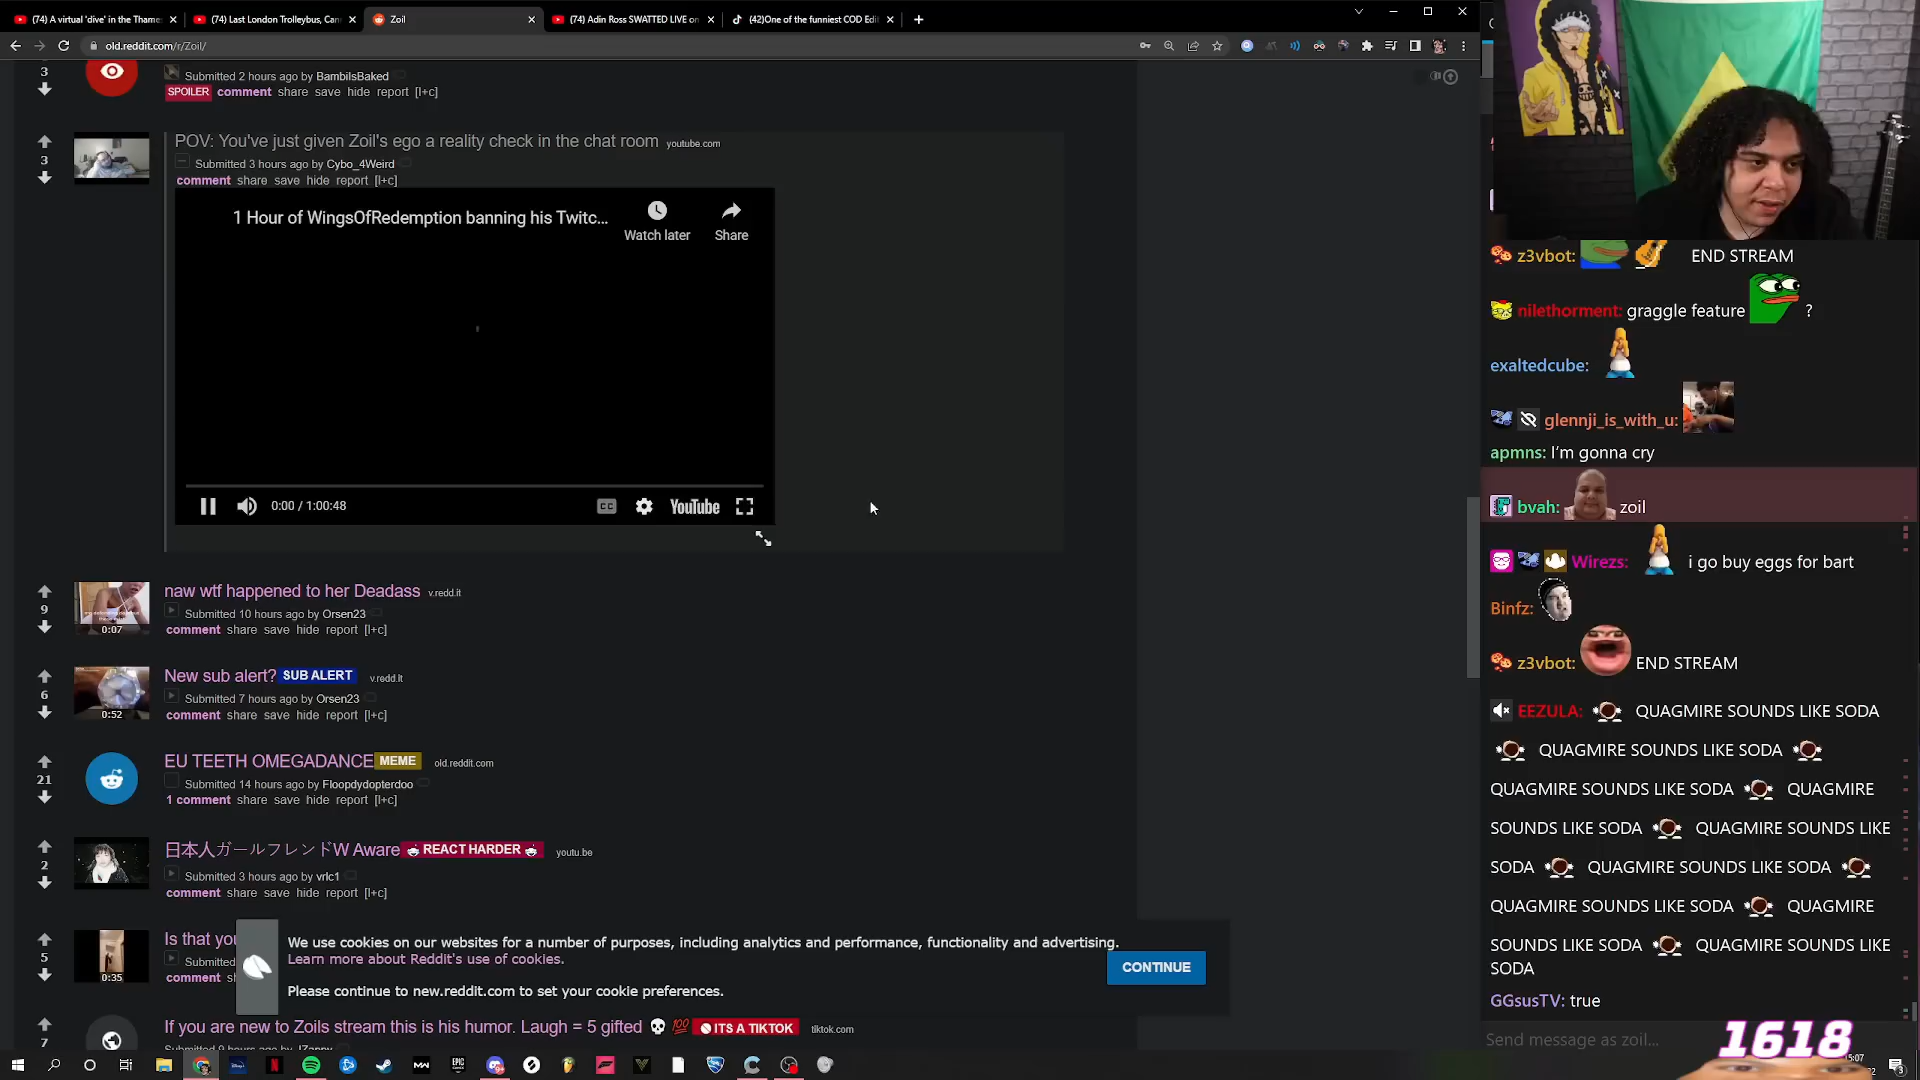 (74) A virtual 'dive' in the Thames
(74) Last London Trolleybus, Can
Zoil
(74) Adin Ross SWATTED LIVE on
(42)One of the funniest COD Edi
old.reddit.com/r/Zoil/
3
Submitted 2 hours ago by BambiIsBaked
SPOILER comment share save hide report [l+c]
3
POV: You've just given Zoil's ego a reality check in the chat room youtube.com
Submitted 3 hours ago by Cybo_4Weird
comment share save hide report [l+c]
1 Hour of WingsOfRedemption banning his Twitc...
Watch later
Share
0:00 / 1:00:48
CC
YouTube
9
0:07
naw wtf happened to her Deadass v.redd.it
Submitted 10 hours ago by Orsen23
comment share save hide report [l+c]
6
0:52
New sub alert? SUB ALERT v.redd.it
Submitted 7 hours ago by Orsen23
comment share save hide report [l+c]
21
EU TEETH OMEGADANCE MEME old.reddit.com
Submitted 14 hours ago by Floopdydopterdoo
1 comment share save hide report [l+c]
2
日本人ガールフレンドW Aware REACT HARDER youtu.be
Submitted 3 hours ago by vrlc1
comment share save hide report [l+c]
5
0:35
Is that you
Submitted
comment
We use cookies on our websites for a number of purposes, including analytics and performance, functionality and advertising.
Learn more about Reddit's use of cookies.
Please continue to new.reddit.com to set your cookie preferences.
CONTINUE
7
If you are new to Zoils stream this is his humor. Laugh = 5 gifted 💀 💯 ITS A TIKTOK tiktok.com
Submitted 9 hours ago by
z3vbot: END STREAM
nilethorment: graggle feature ?
exaltedcube:
glennji_is_with_u:
apmns: I'm gonna cry
bvah: zoil
Wirezs: i go buy eggs for bart
Binfz:
z3vbot: END STREAM
EEZULA: QUAGMIRE SOUNDS LIKE SODA
QUAGMIRE SOUNDS LIKE SODA
QUAGMIRE SOUNDS LIKE SODA QUAGMIRE
SOUNDS LIKE SODA QUAGMIRE SOUNDS LIKE
SODA QUAGMIRE SOUNDS LIKE SODA
QUAGMIRE SOUNDS LIKE SODA QUAGMIRE
SOUNDS LIKE SODA QUAGMIRE SOUNDS LIKE
SODA
GGsusTV: true
Send message as zoil...
1618
15:07